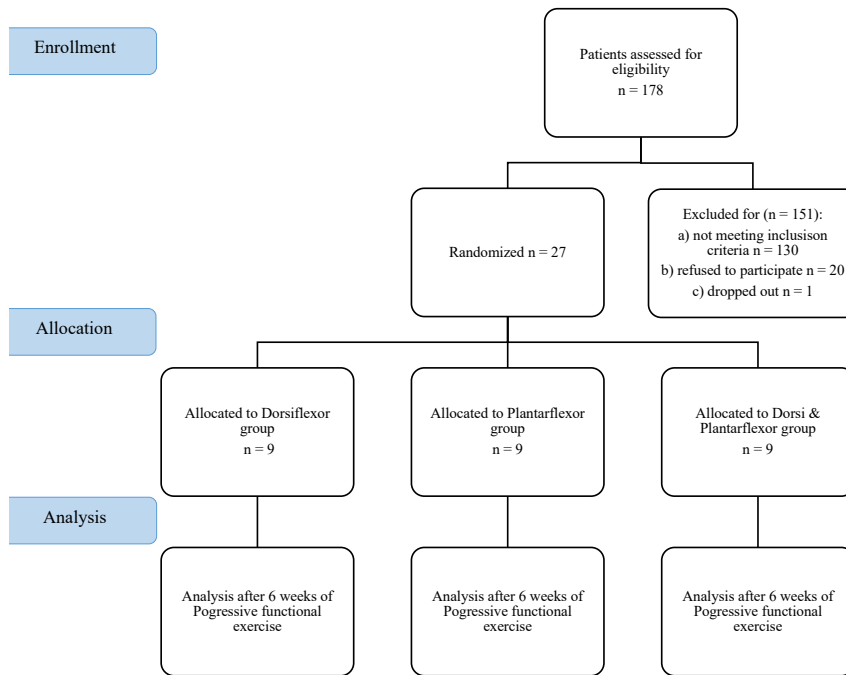 Enrollment
Patients assessed for
eligibility
n = 178
Randomized n = 27
Excluded for (n = 151):
a) not meeting inclusison
criteria n = 130
b) refused to participate n = 20
c) dropped out n = 1
Allocation
Allocated to Dorsiflexor
group
n = 9
Allocated to Plantarflexor
group
n = 9
Allocated to Dorsi &
Plantarflexor group
n = 9
Analysis
Analysis after 6 weeks of
Pogressive functional
exercise
Analysis after 6 weeks of
Pogressive functional
exercise
Analysis after 6 weeks of
Pogressive functional
exercise